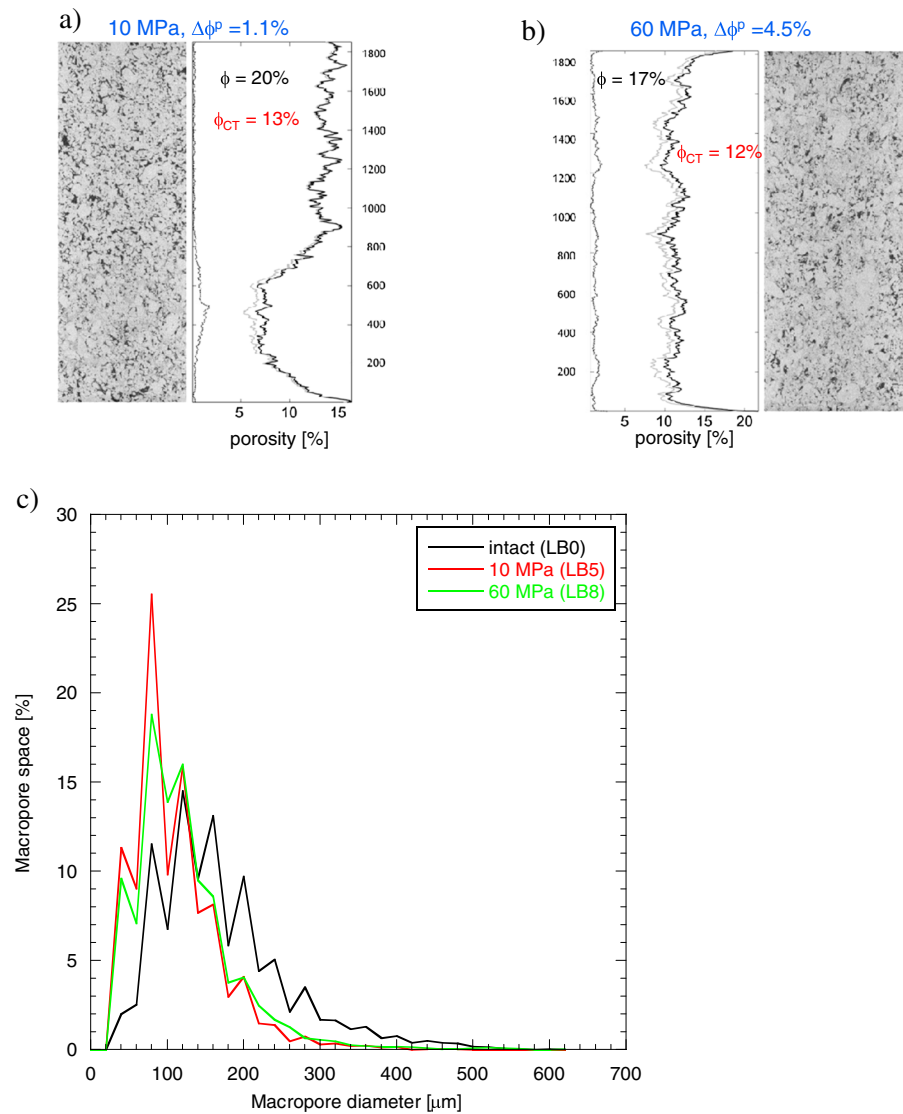 a)
10 MPa, Δϕᵖ =1.1%
ϕ = 20%
ϕCT = 13%
1800
1600
1400
1200
1000
800
600
400
200
5 10 15
porosity [%]
b)
60 MPa, Δϕᵖ =4.5%
ϕ = 17%
ϕCT = 12%
1800
1600
1400
1200
1000
800
600
400
200
5 10 15 20
porosity [%]
c)
30
25
20
15
10
5
0
Macropore space [%]
intact (LB0)
10 MPa (LB5)
60 MPa (LB8)
0 100 200 300 400 500 600 700
Macropore diameter [μm]